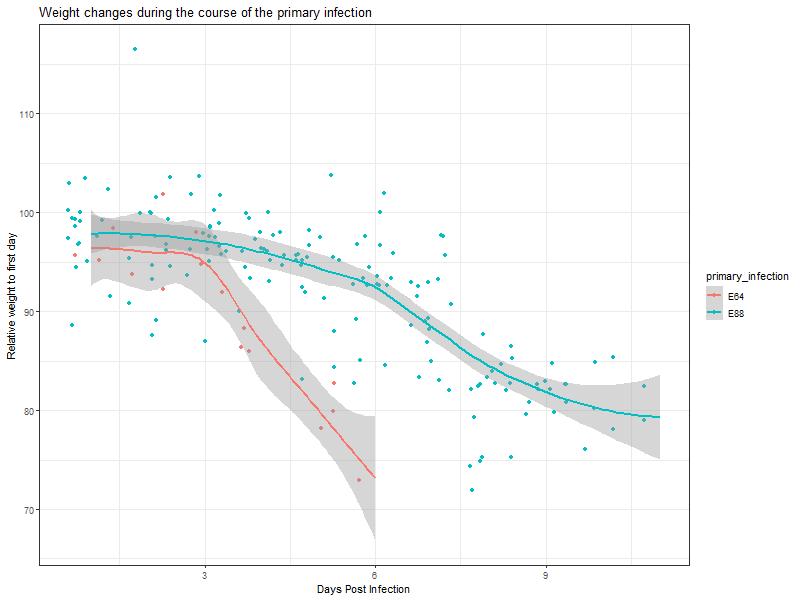 Weight changes during the course of the primary infection
Relative weight to first day
110
100
90
80
70
3
6
9
Days Post Infection
primary_infection
E64
E88